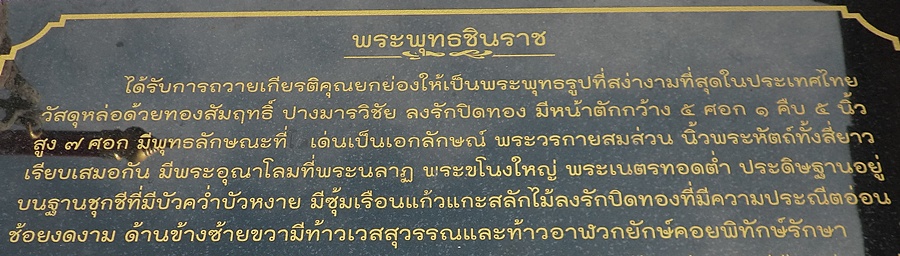 พระพุทธชินราช
ได้รับการถวายเกียรติคุณยกย่องให้เป็นพระพุทธรูปที่สง่างามที่สุดในประเทศไทย
วัสดุหล่อด้วยทองสัมฤทธิ์ ปางมารวิชัย ลงรักปิดทอง มีหน้าตักกว้าง ๕ ศอก ๑ คืบ ๕ นิ้ว
สูง ๗ ศอก มีพุทธลักษณะที่ เด่นเป็นเอกลักษณ์ พระวรกายสมส่วน นิ้วพระหัตถ์ทั้งสี่ยาว
เรียบเสมอกัน มีพระอุณาโลมที่พระนลาฏ พระขโนงใหญ่ พระเนตรทอดต่ำ ประดิษฐานอยู่
บนฐานชุกชีที่มีบัวคว่ำบัวหงาย มีซุ้มเรือนแก้วแกะสลักไม้ลงรักปิดทองที่มีความประณีตอ่อน
ช้อยงดงาม ด้านข้างซ้ายขวามีท้าวเวสสุวรรณและท้าวอาฬวกยักษ์คอยพิทักษ์รักษา